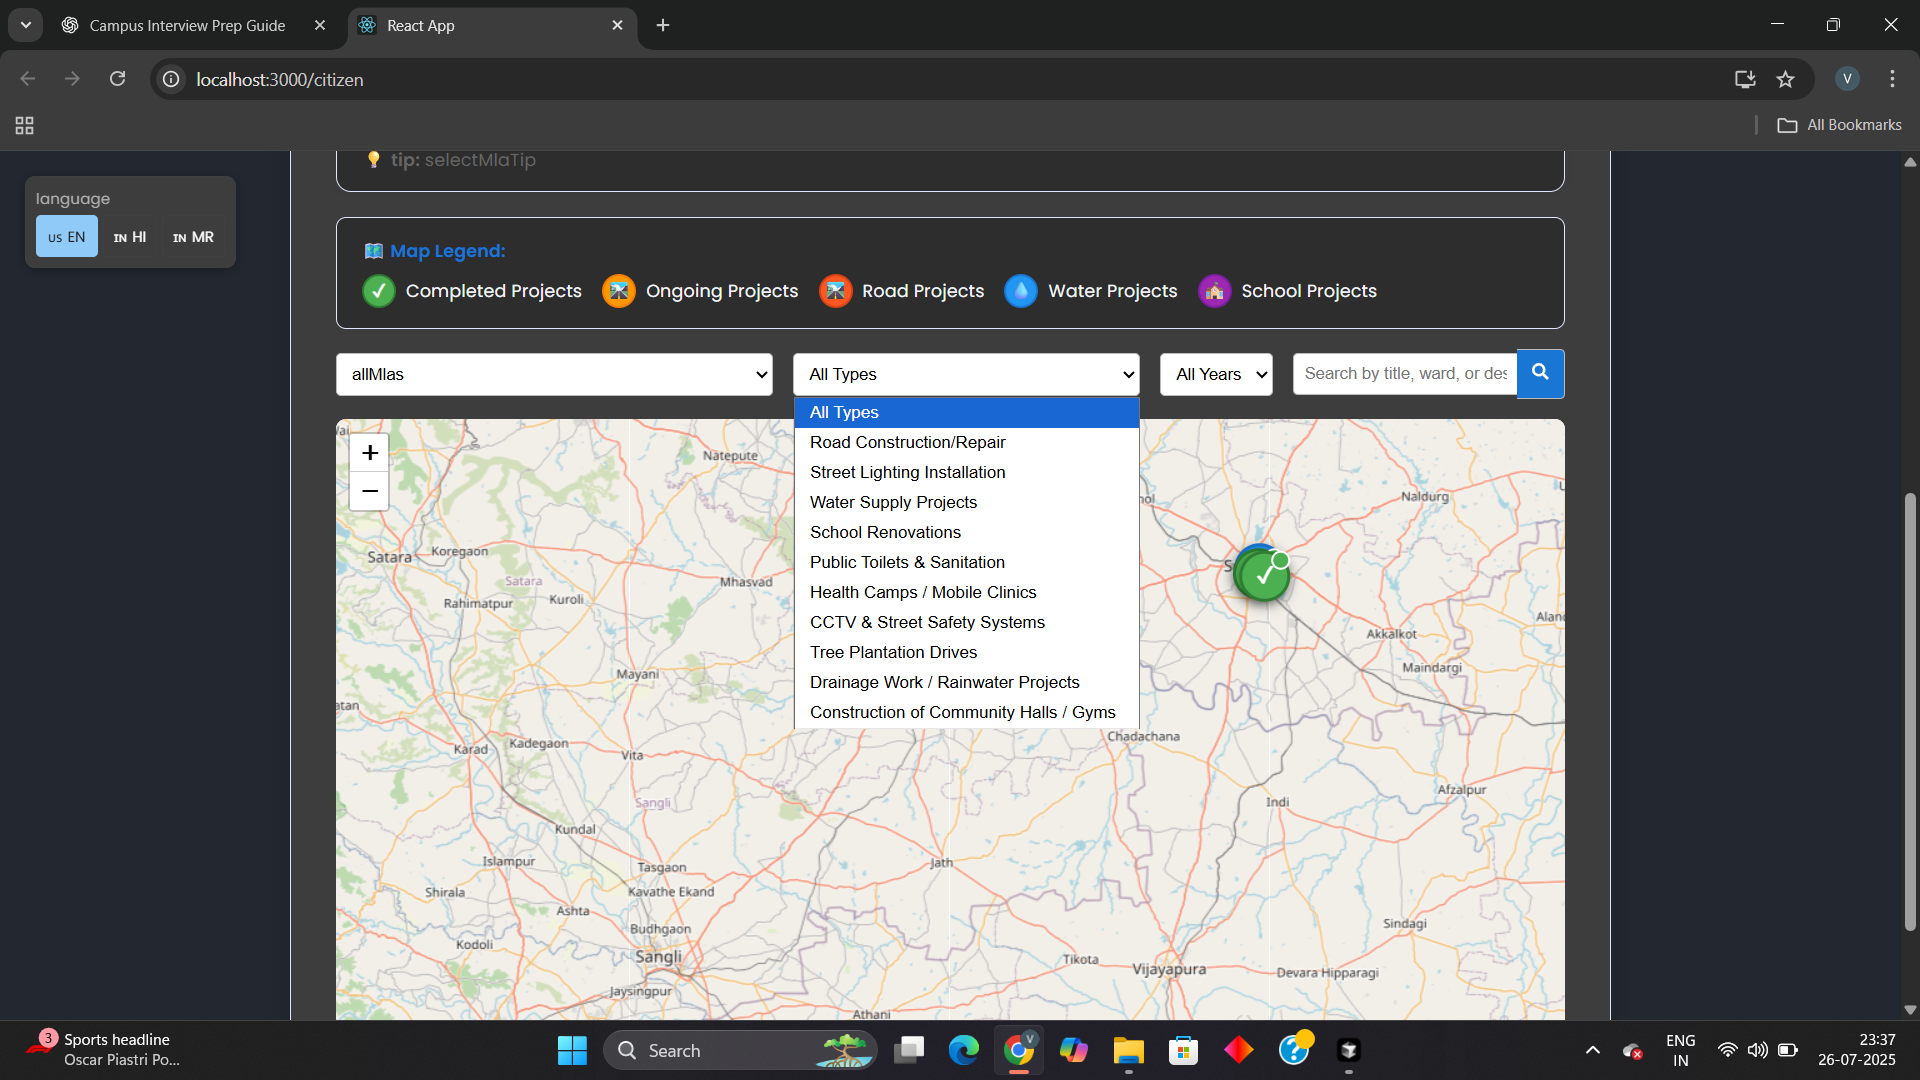 Campus Interview Prep Guide
React App
localhost:3000/citizen
V
All Bookmarks
tip: selectMlaTip
language
US EN
IN HI
IN MR
Map Legend:
Completed Projects
Ongoing Projects
Road Projects
Water Projects
School Projects
allMlas
All Types
All Years
Search by title, ward, or des
All Types
Road Construction/Repair
Street Lighting Installation
Water Supply Projects
School Renovations
Public Toilets & Sanitation
Health Camps / Mobile Clinics
CCTV & Street Safety Systems
Tree Plantation Drives
Drainage Work / Rainwater Projects
Construction of Community Halls / Gyms
+
−
Natepute
Naldurg
Satara
Koregaon
Satara
Mhasvad
Rahimatpur
Kuroli
Akkalkot
Maindargi
Mayani
Karad
Kadegaon
Vita
Chadachana
Sangli
Indi
Afzalpur
Kundal
Islampur
Tasgaon
Jath
Shirala
Kavathe Ekand
Ashta
Budhgaon
Sindagi
Kodoli
Sangli
Tikota
Vijayapura
Devara Hipparagi
Jaysingpur
Athani
3
Sports headline
Oscar Piastri Po...
Search
V
ENG
IN
23:37
26-07-2025